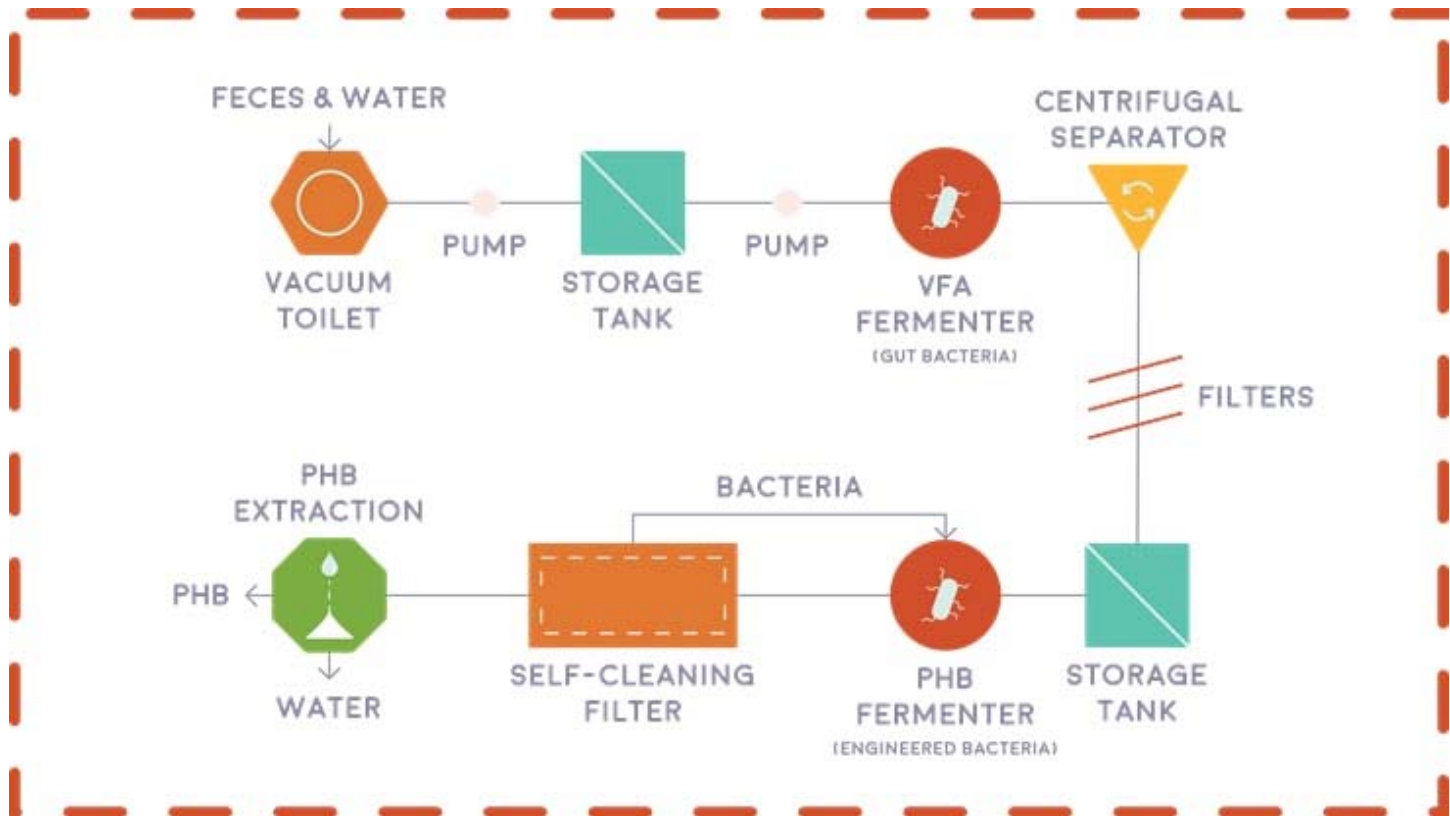 FECES & WATER
CENTRIFUGAL
SEPARATOR
PUMP
PUMP
VACUUM
TOILET
STORAGE
TANK
VFA
FERMENTER
(GUT BACTERIA)
FILTERS
PHB
EXTRACTION
BACTERIA
PHB
WATER
SELF-CLEANING
FILTER
PHB
FERMENTER
(ENGINEERED BACTERIA)
STORAGE
TANK